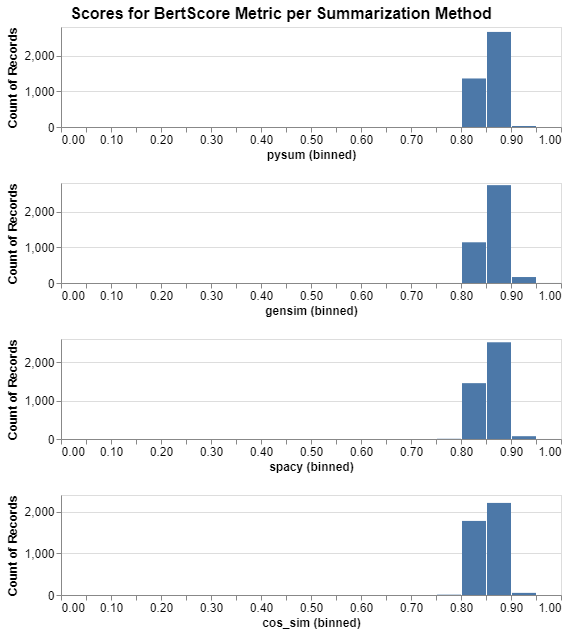 Scores for BertScore Metric per Summarization Method
Count of Records
2,000
1,000
0
0.00 0.10 0.20 0.30 0.40 0.50 0.60 0.70 0.80 0.90 1.00
pysum (binned)
Count of Records
2,000
1,000
0
0.00 0.10 0.20 0.30 0.40 0.50 0.60 0.70 0.80 0.90 1.00
gensim (binned)
Count of Records
2,000
1,000
0
0.00 0.10 0.20 0.30 0.40 0.50 0.60 0.70 0.80 0.90 1.00
spacy (binned)
Count of Records
2,000
1,000
0
0.00 0.10 0.20 0.30 0.40 0.50 0.60 0.70 0.80 0.90 1.00
cos_sim (binned)